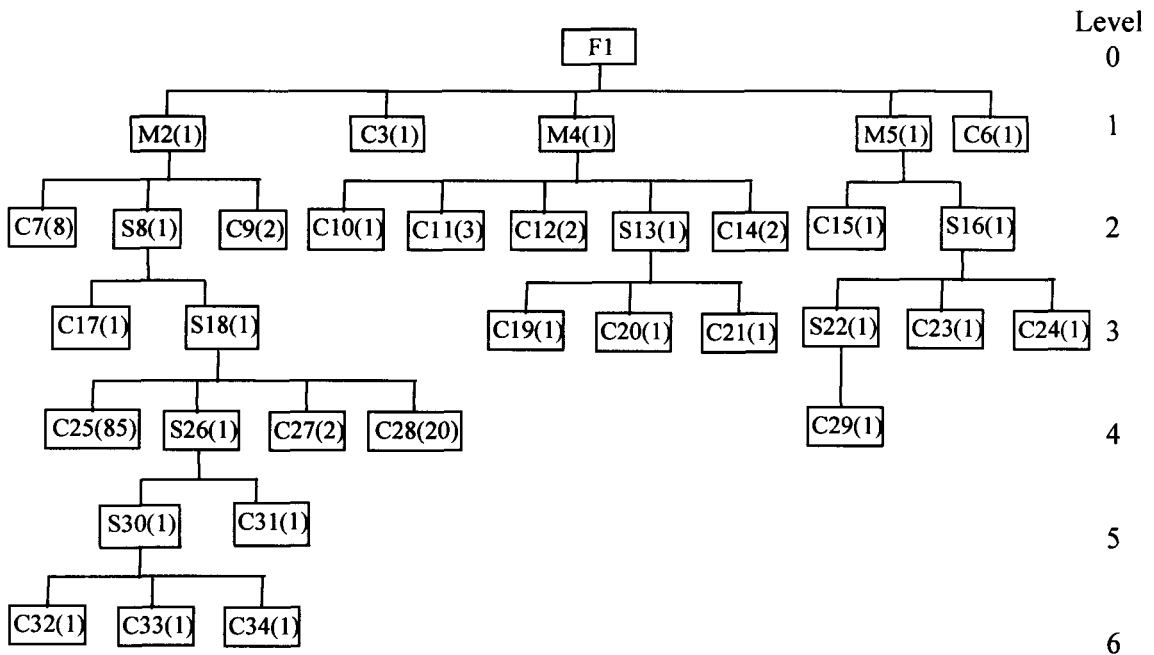 Level
F1
0
M2(1) C3(1) M4(1) M5(1) C6(1) 1
C7(8) S8(1) C9(2) C10(1) C11(3) C12(2) S13(1) C14(2) C15(1) S16(1) 2
C17(1) S18(1) C19(1) C20(1) C21(1) S22(1) C23(1) C24(1) 3
C25(85) S26(1) C27(2) C28(20) C29(1) 4
S30(1) C31(1) 5
C32(1) C33(1) C34(1) 6